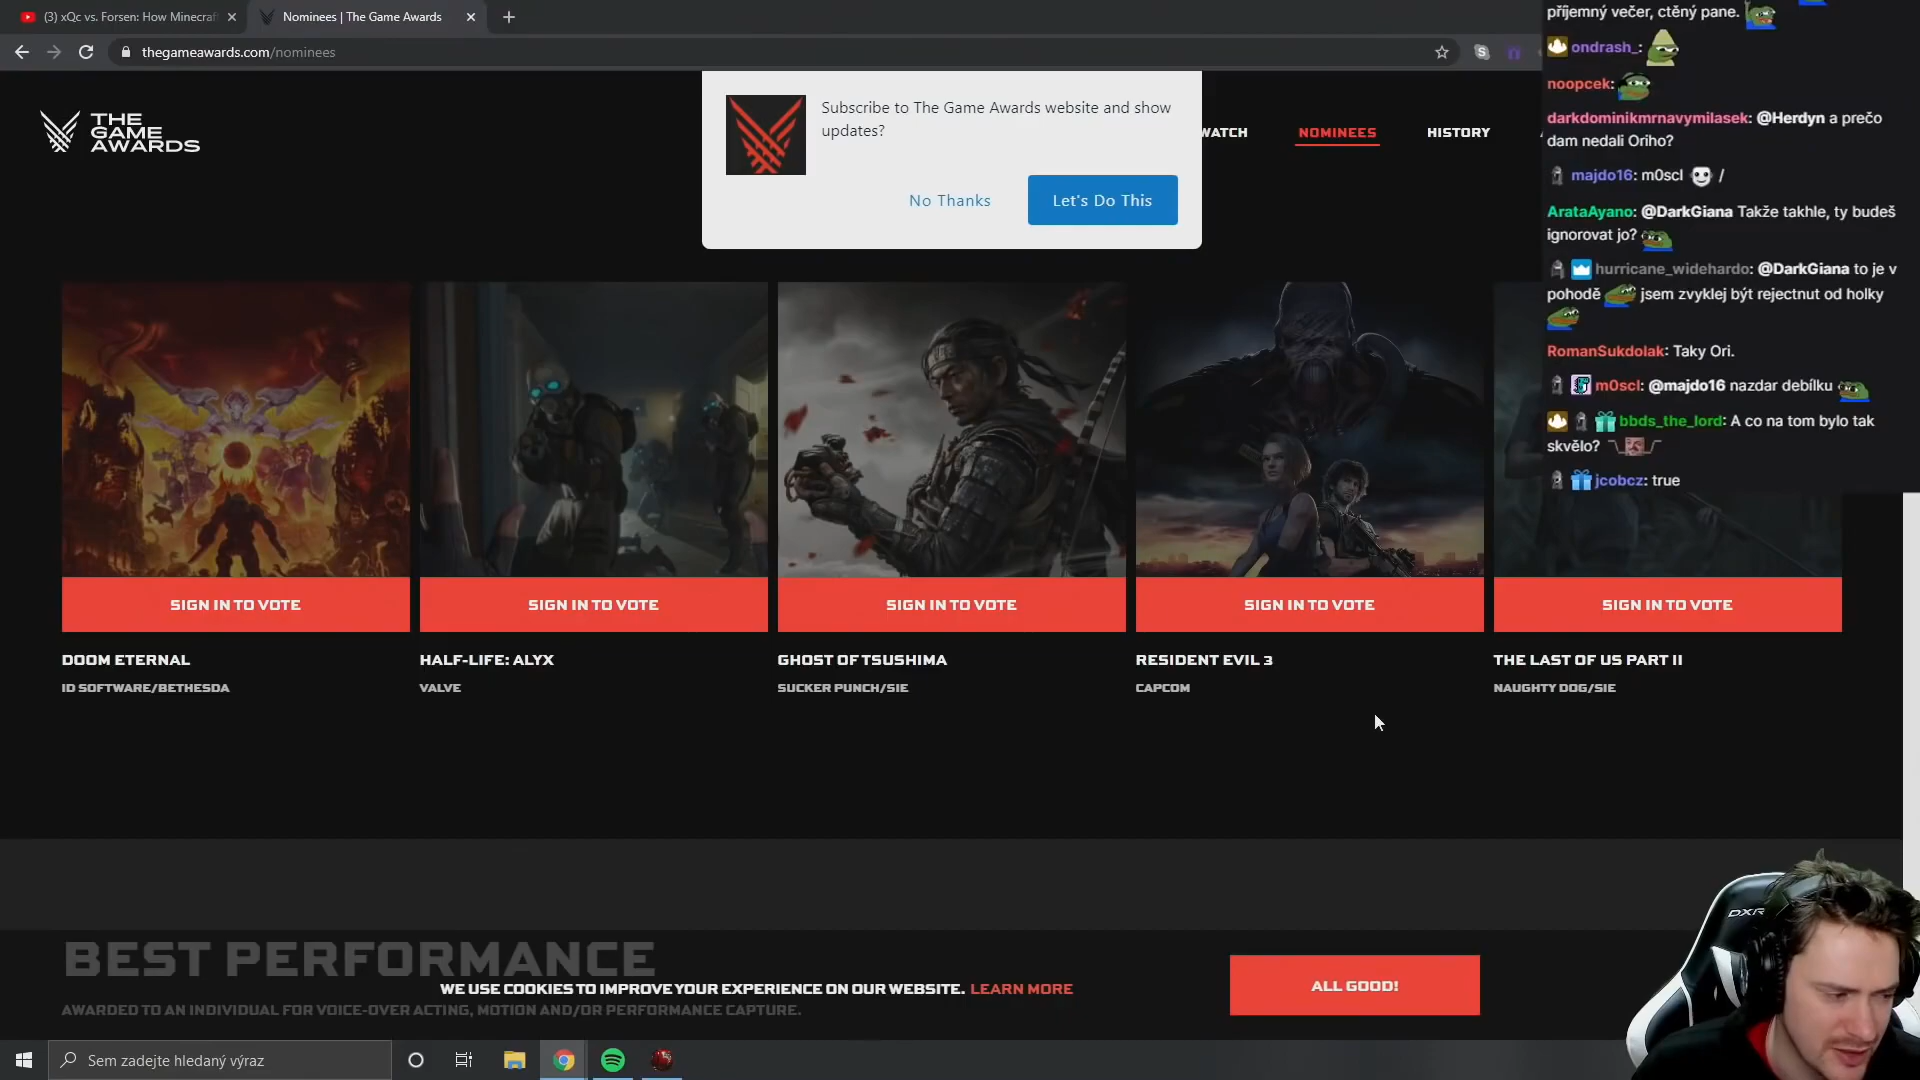 (3) xQc vs. Forsen: How Minecraf
Nominees | The Game Awards
thegameawards.com/nominees
THE
GAME
AWARDS
Subscribe to The Game Awards website and show
updates?
No Thanks
Let's Do This
WATCH
NOMINEES
HISTORY
příjemný večer, ctěný pane.
ondrash_:
noopcek:
darkdominikmrnavymilasek: @Herdyn a prečo
dam nedali Oriho?
majdo16: m0scl /
ArataAyano: @DarkGiana Takže takhle, ty budeš
ignorovat jo?
hurricane_widehardo: @DarkGiana to je v
pohodě jsem zvyklej být rejectnut od holky
RomanSukdolak: Taky Ori.
m0scl: @majdo16 nazdar debílku
bbds_the_lord: A co na tom bylo tak
skvělo?
jcobcz: true
SIGN IN TO VOTE
SIGN IN TO VOTE
SIGN IN TO VOTE
SIGN IN TO VOTE
SIGN IN TO VOTE
DOOM ETERNAL
ID SOFTWARE/BETHESDA
HALF-LIFE: ALYX
VALVE
GHOST OF TSUSHIMA
SUCKER PUNCH/SIE
RESIDENT EVIL 3
CAPCOM
THE LAST OF US PART II
NAUGHTY DOG/SIE
BEST PERFORMANCE
AWARDED TO AN INDIVIDUAL FOR VOICE-OVER ACTING, MOTION AND/OR PERFORMANCE CAPTURE.
WE USE COOKIES TO IMPROVE YOUR EXPERIENCE ON OUR WEBSITE. LEARN MORE
ALL GOOD!
DXR
Sem zadejte hledaný výraz